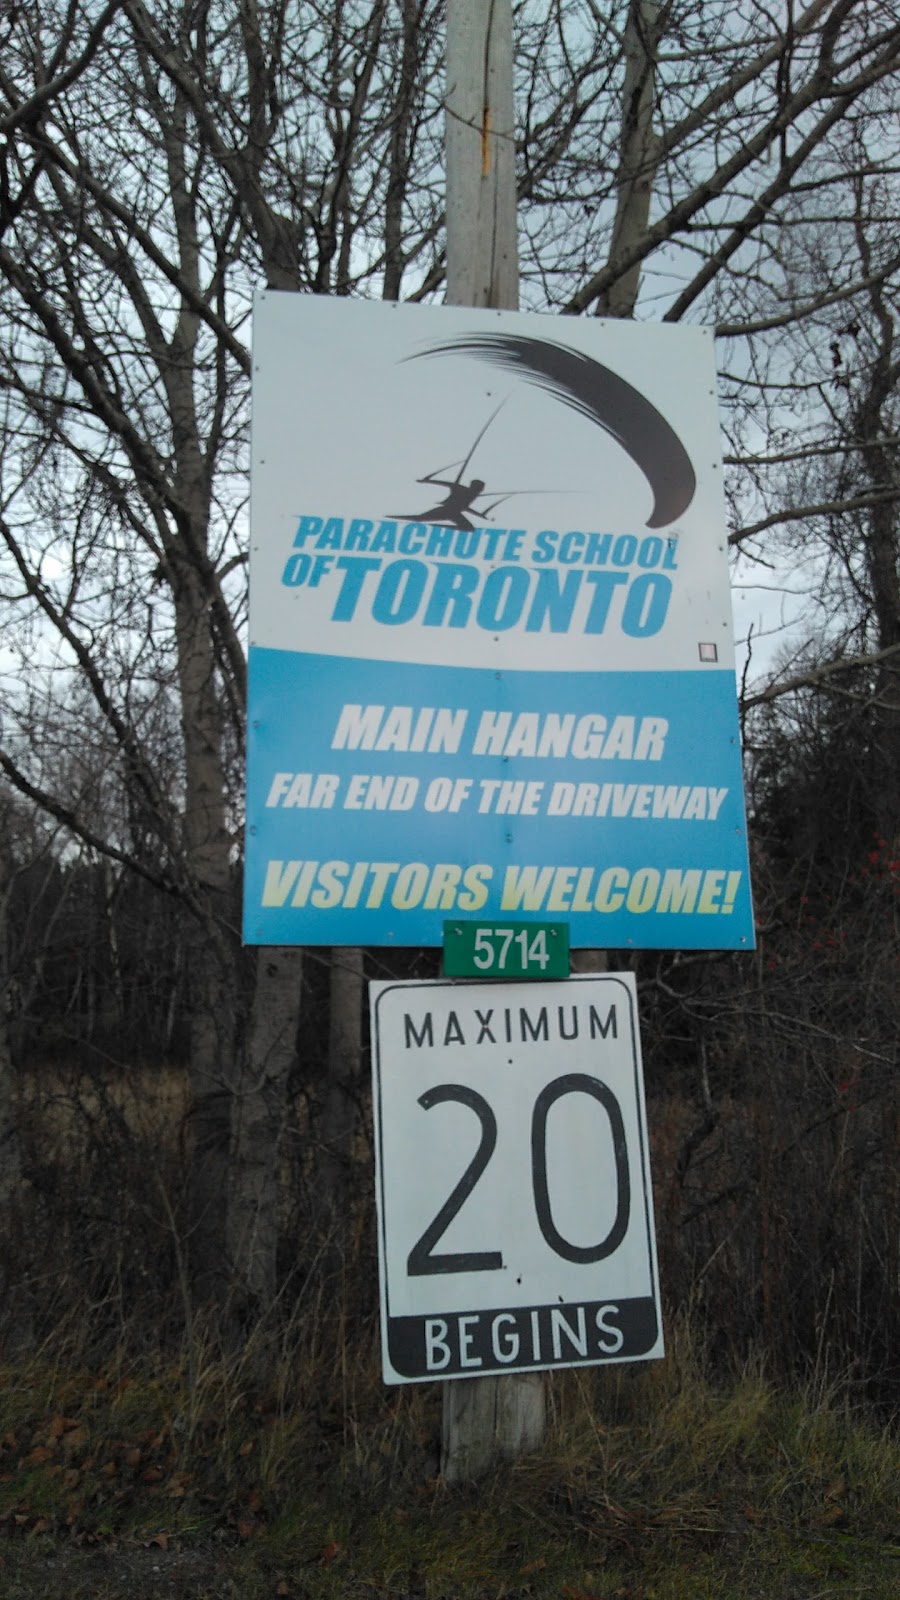 PARACHUTE SCHOOL
OF TORONTO
MAIN HANGAR
FAR END OF THE DRIVEWAY
VISITORS WELCOME!
5714
MAXIMUM
20
BEGINS